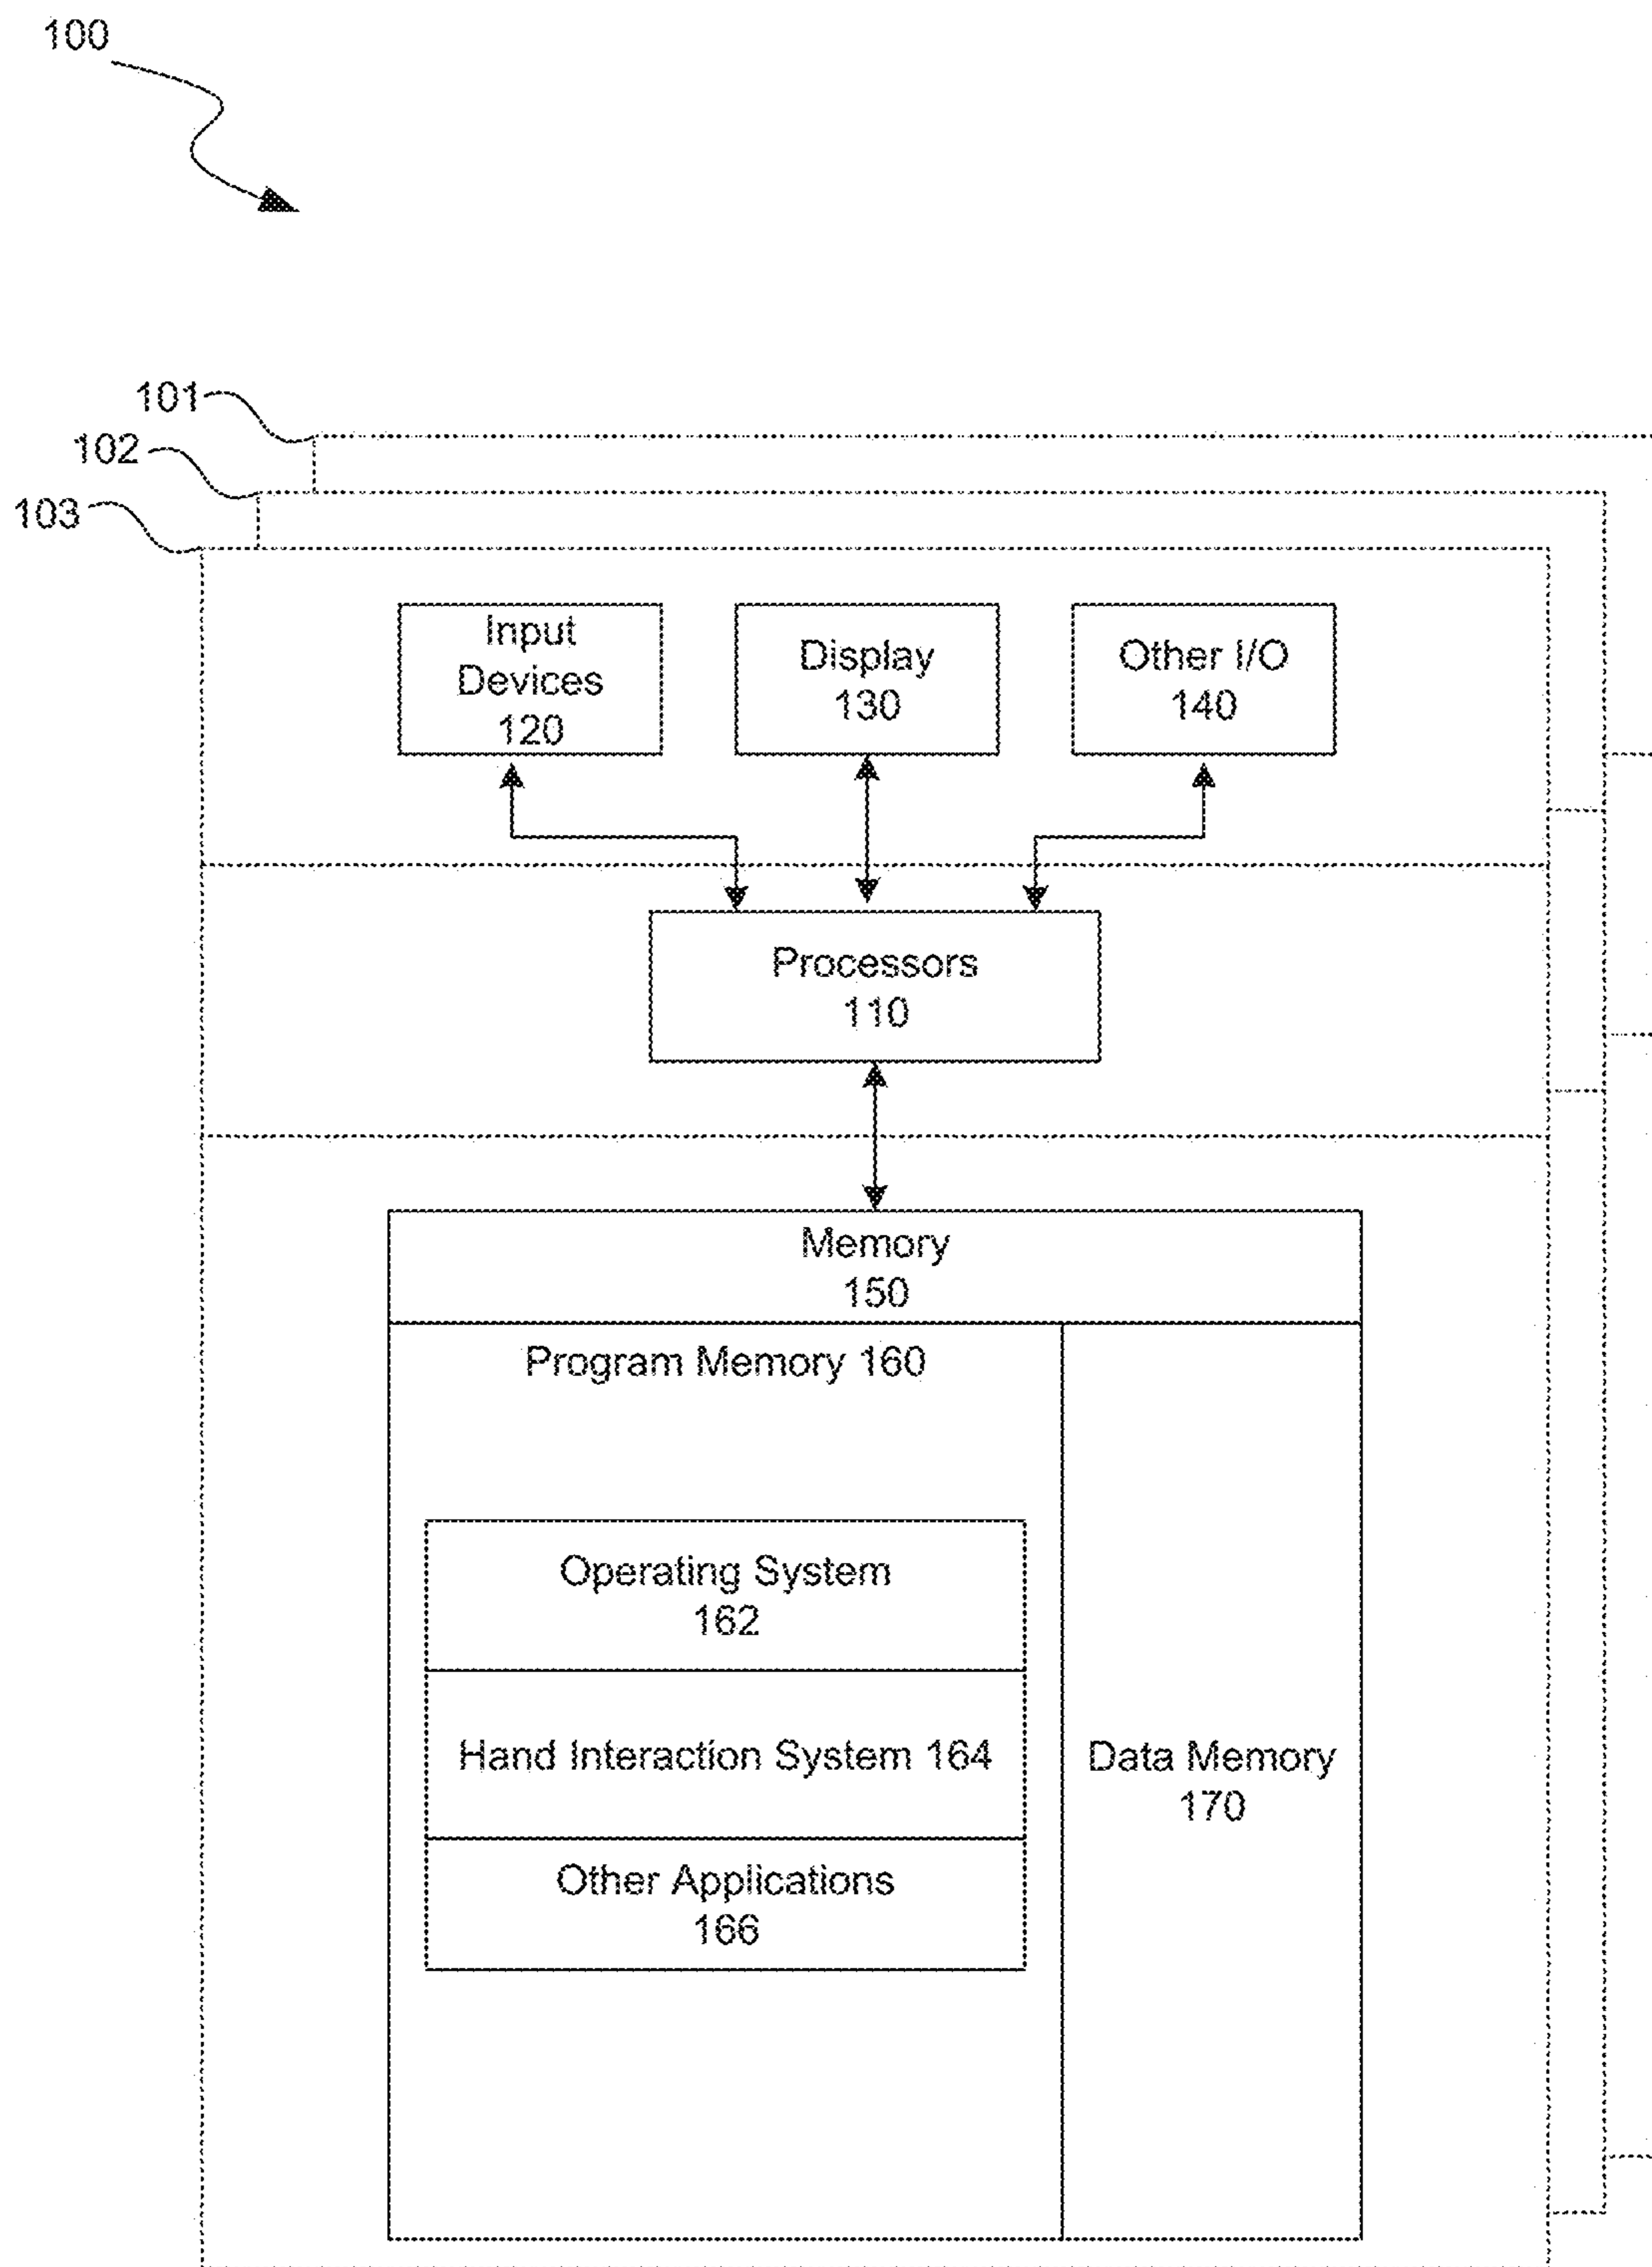 100
101
102
103
Input
Devices
120
Display
130
Other I/O
140
Processors
110
Memory
150
Program Memory 160
Operating System
162
Hand Interaction System 164
Other Applications
166
Data Memory
170